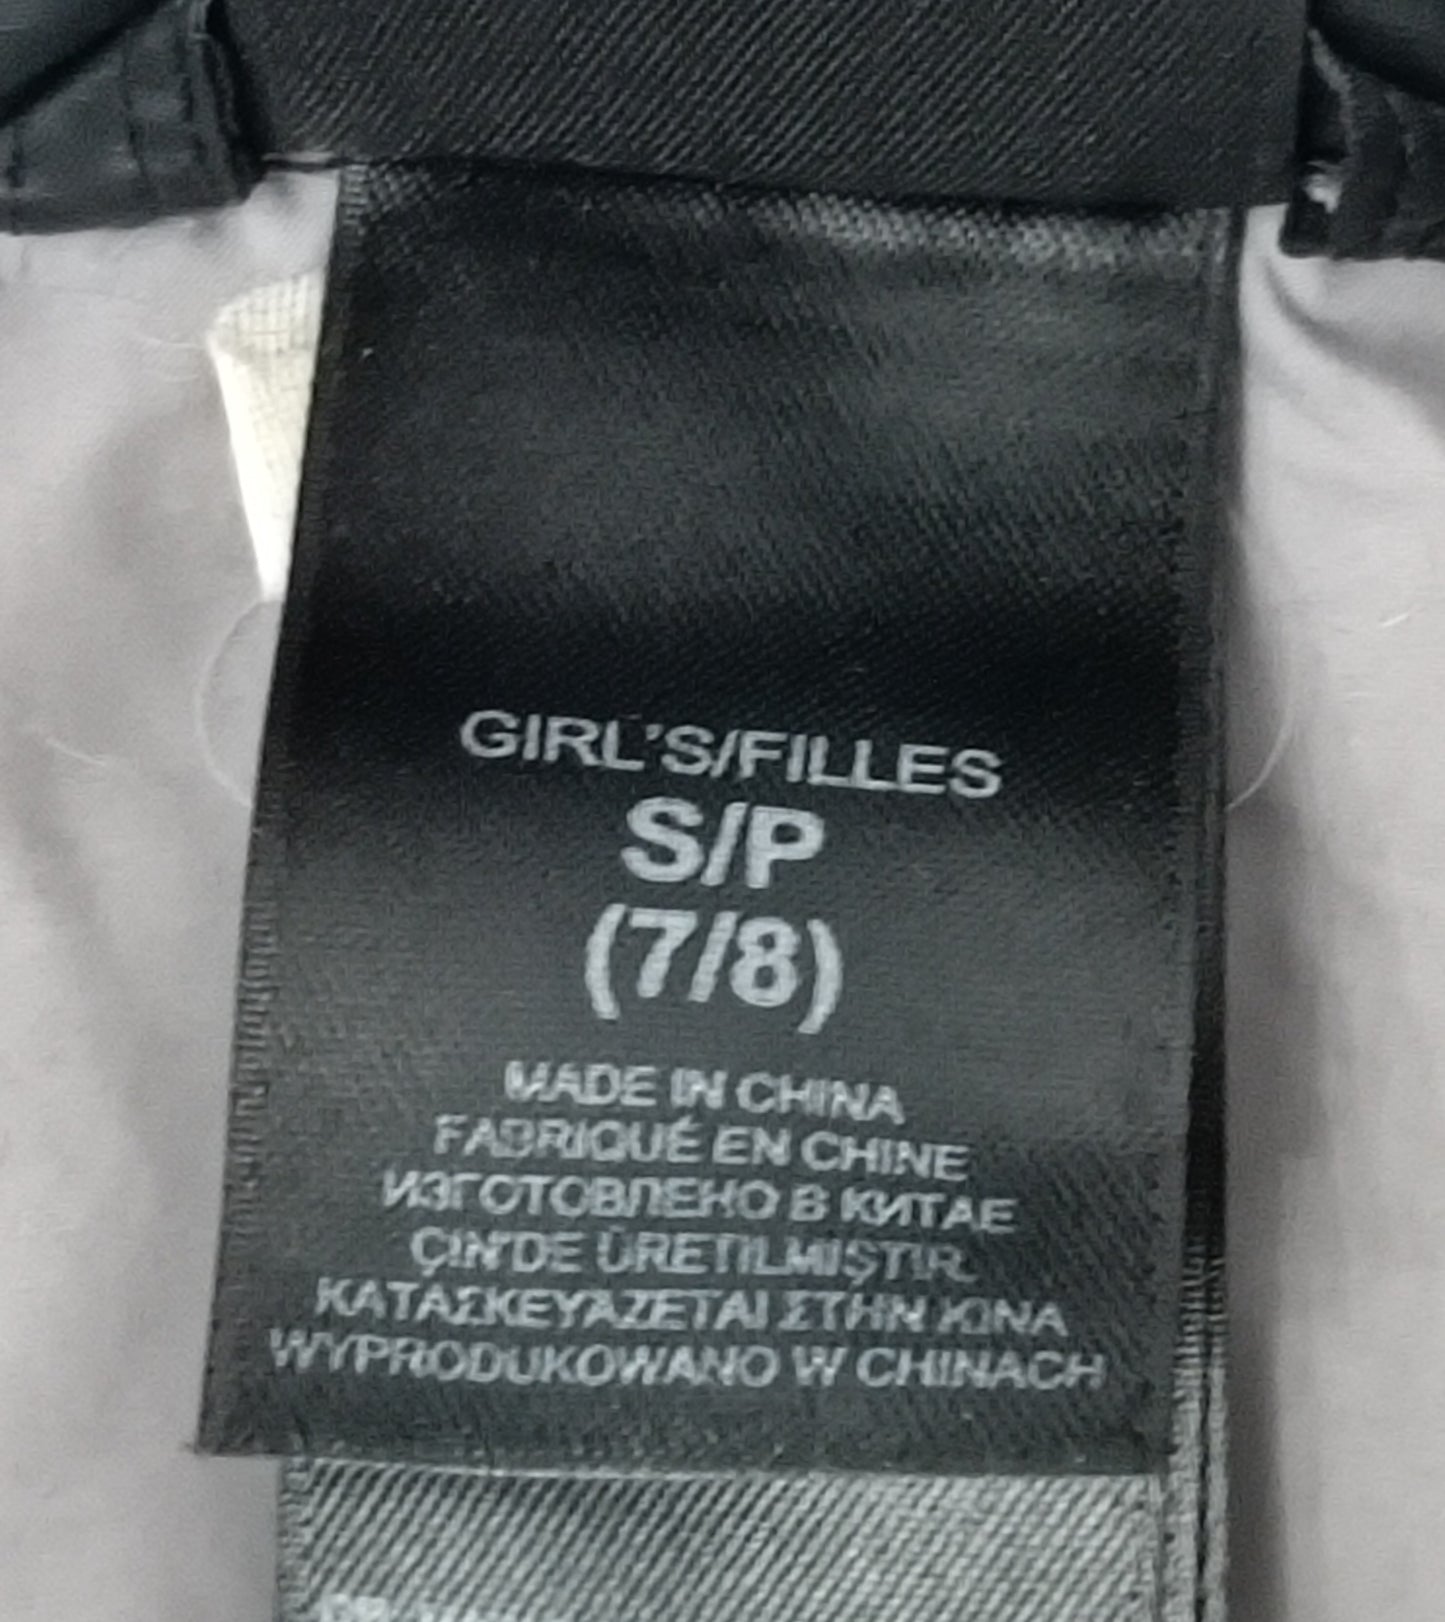 GIRL'S/FILLES
S/P
(7/8)
MADE IN CHINA
FABRIQUÉ EN CHINE
ИЗГОТОВЛЕНО В КИТАЕ
ÇIN'DE ÜRETILMIŞTIR.
ΚΑΤΑΣΚΕΥΑΖΕΤΑΙ ΣΤΗΝ ΚΙΝΑ
WYPRODUKOWANO W CHINACH